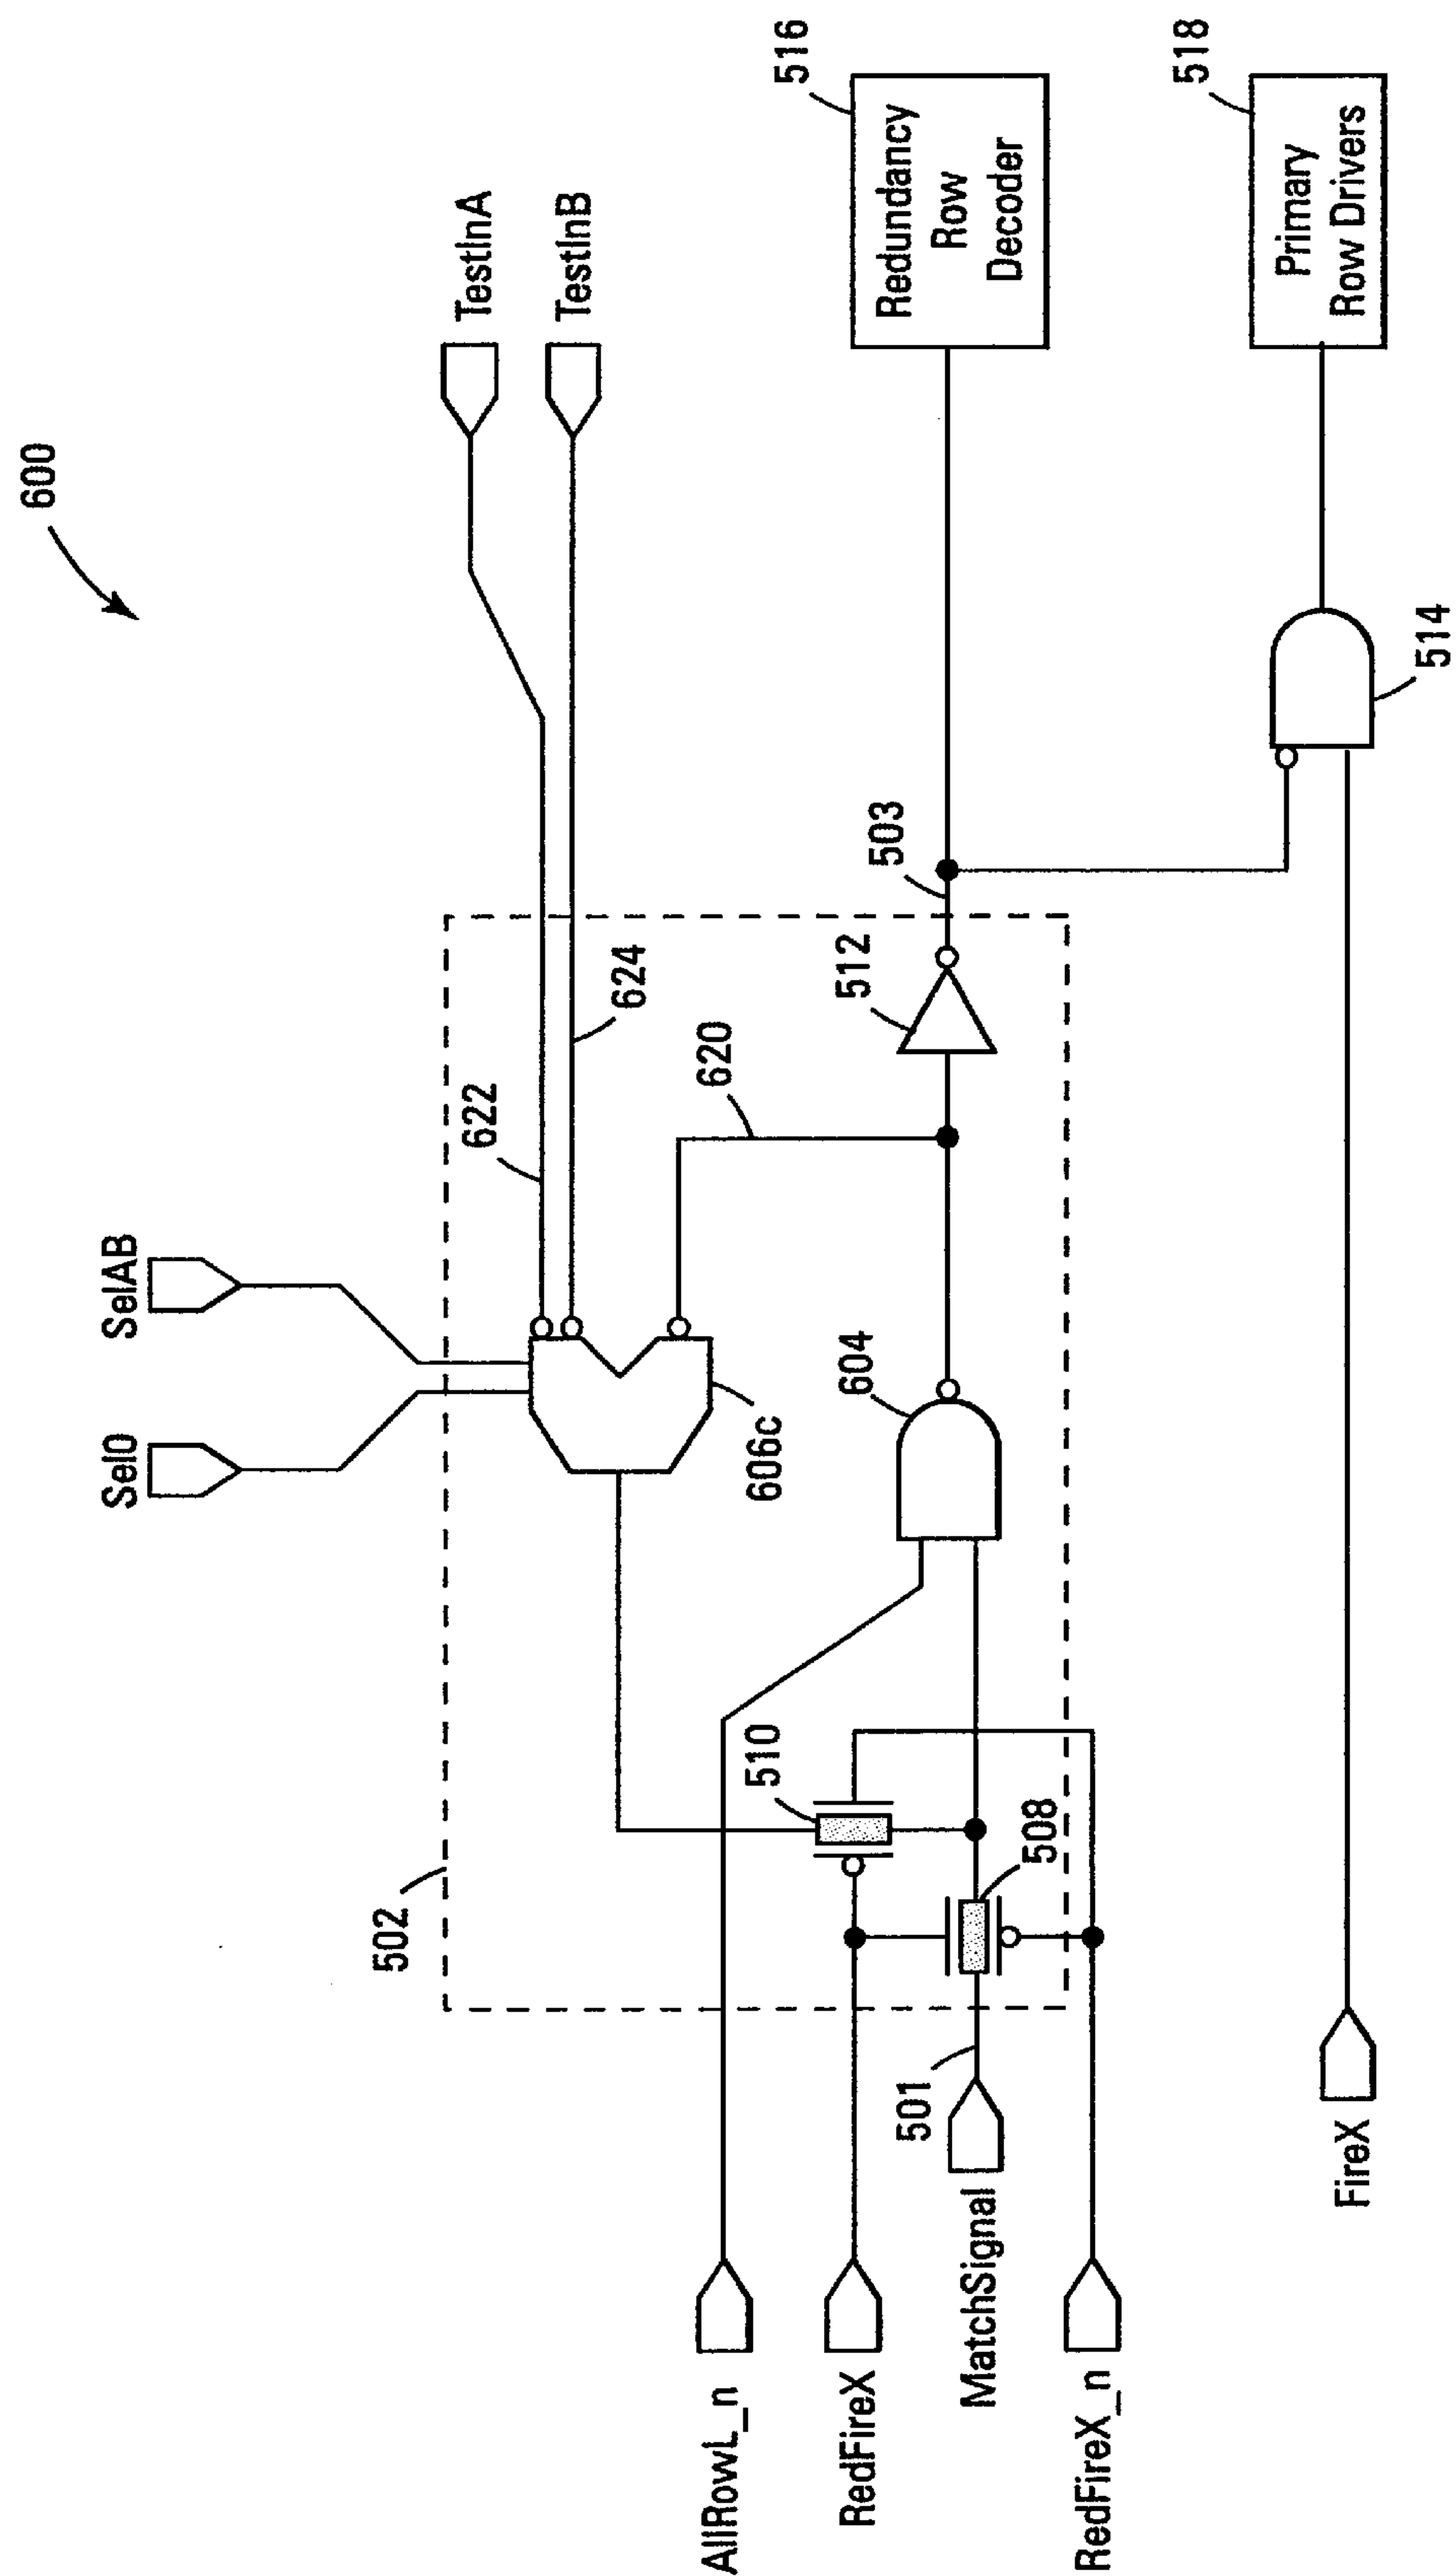 600
SelO
SelAB
TestInA
TestInB
622
624
502
606c
620
516
Redundancy
Row
Decoder
510
604
512
503
508
501
518
Primary
Row Drivers
514
AllRowL_n
RedFireX
MatchSignal
RedFireX_n
FireX